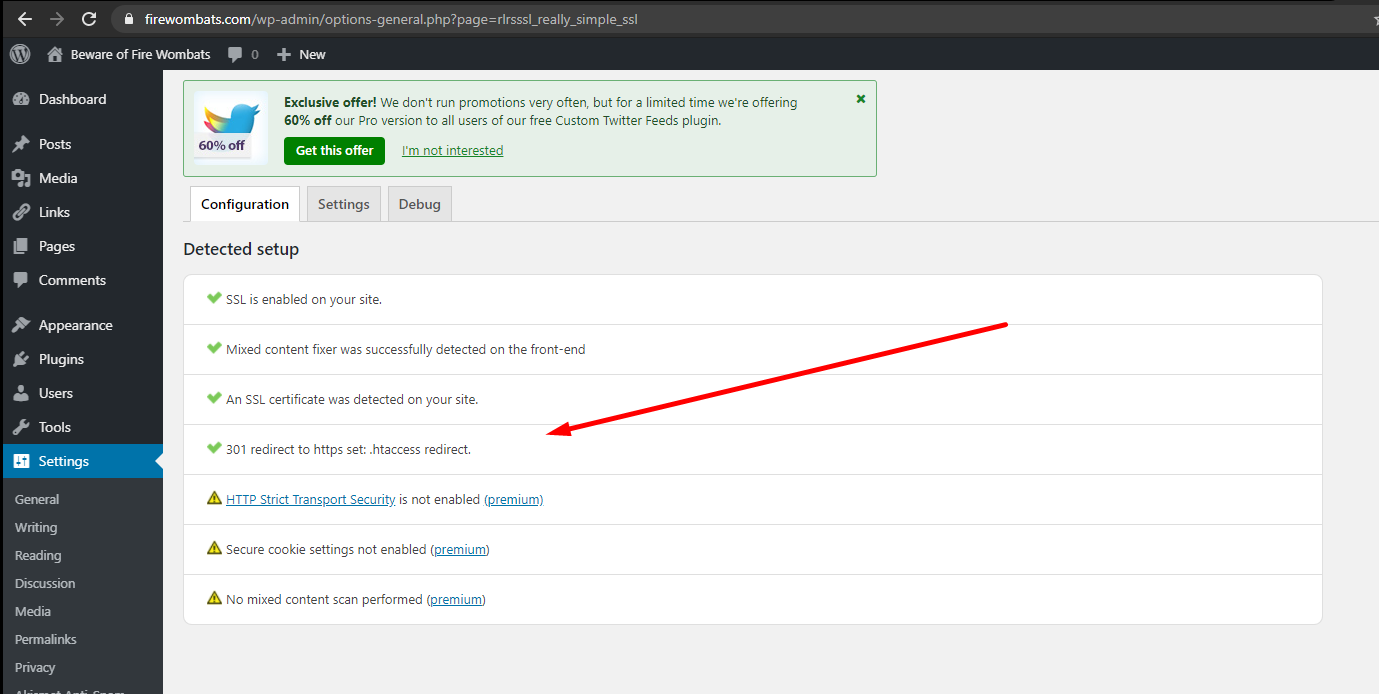 firewombats.com/wp-admin/options-general.php?page=rlrsssl_really_simple_ssl
Beware of Fire Wombats 0 New
Dashboard
Posts
Media
Links
Pages
Comments
Appearance
Plugins
Users
Tools
Settings
General
Writing
Reading
Discussion
Media
Permalinks
Privacy
60% off
Exclusive offer! We don't run promotions very often, but for a limited time we're offering
60% off our Pro version to all users of our free Custom Twitter Feeds plugin.
Get this offer I'm not interested
Configuration Settings Debug
Detected setup
SSL is enabled on your site.
Mixed content fixer was successfully detected on the front-end
An SSL certificate was detected on your site.
301 redirect to https set: .htaccess redirect.
HTTP Strict Transport Security is not enabled (premium)
Secure cookie settings not enabled (premium)
No mixed content scan performed (premium)